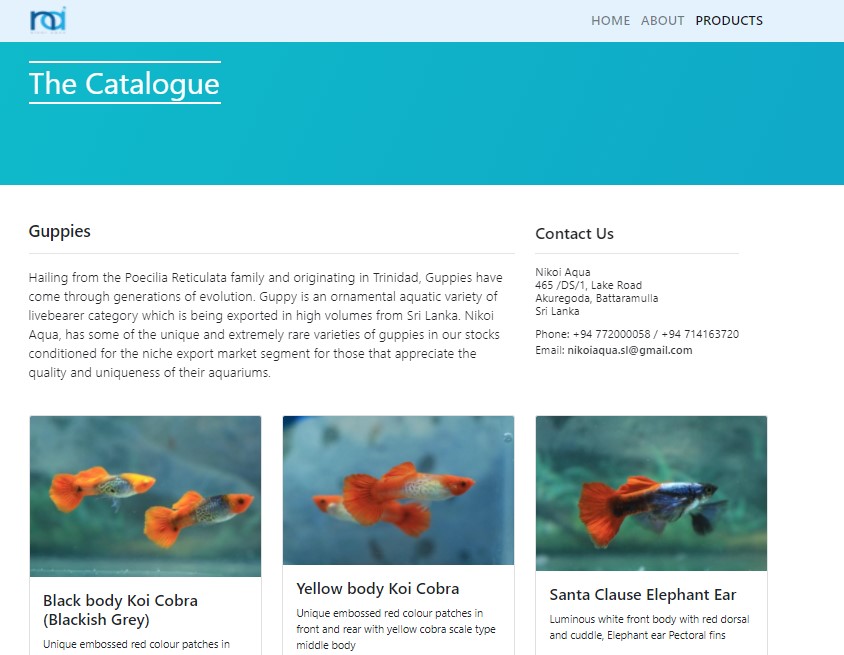 HOME ABOUT PRODUCTS
The Catalogue
Guppies
Hailing from the Poecilia Reticulata family and originating in Trinidad, Guppies have
come through generations of evolution. Guppy is an ornamental aquatic variety of
livebearer category which is being exported in high volumes from Sri Lanka. Nikoi
Aqua, has some of the unique and extremely rare varieties of guppies in our stocks
conditioned for the niche export market segment for those that appreciate the
quality and uniqueness of their aquariums.
Contact Us
Nikoi Aqua
465 /DS/1, Lake Road
Akuregoda, Battaramulla
Sri Lanka
Phone: +94 772000058 / +94 714163720
Email: nikoiaqua.sl@gmail.com
Black body Koi Cobra
(Blackish Grey)
Unique embossed red colour patches in
Yellow body Koi Cobra
Unique embossed red colour patches in
front and rear with yellow cobra scale type
middle body
Santa Clause Elephant Ear
Luminous white front body with red dorsal
and cuddle, Elephant ear Pectoral fins